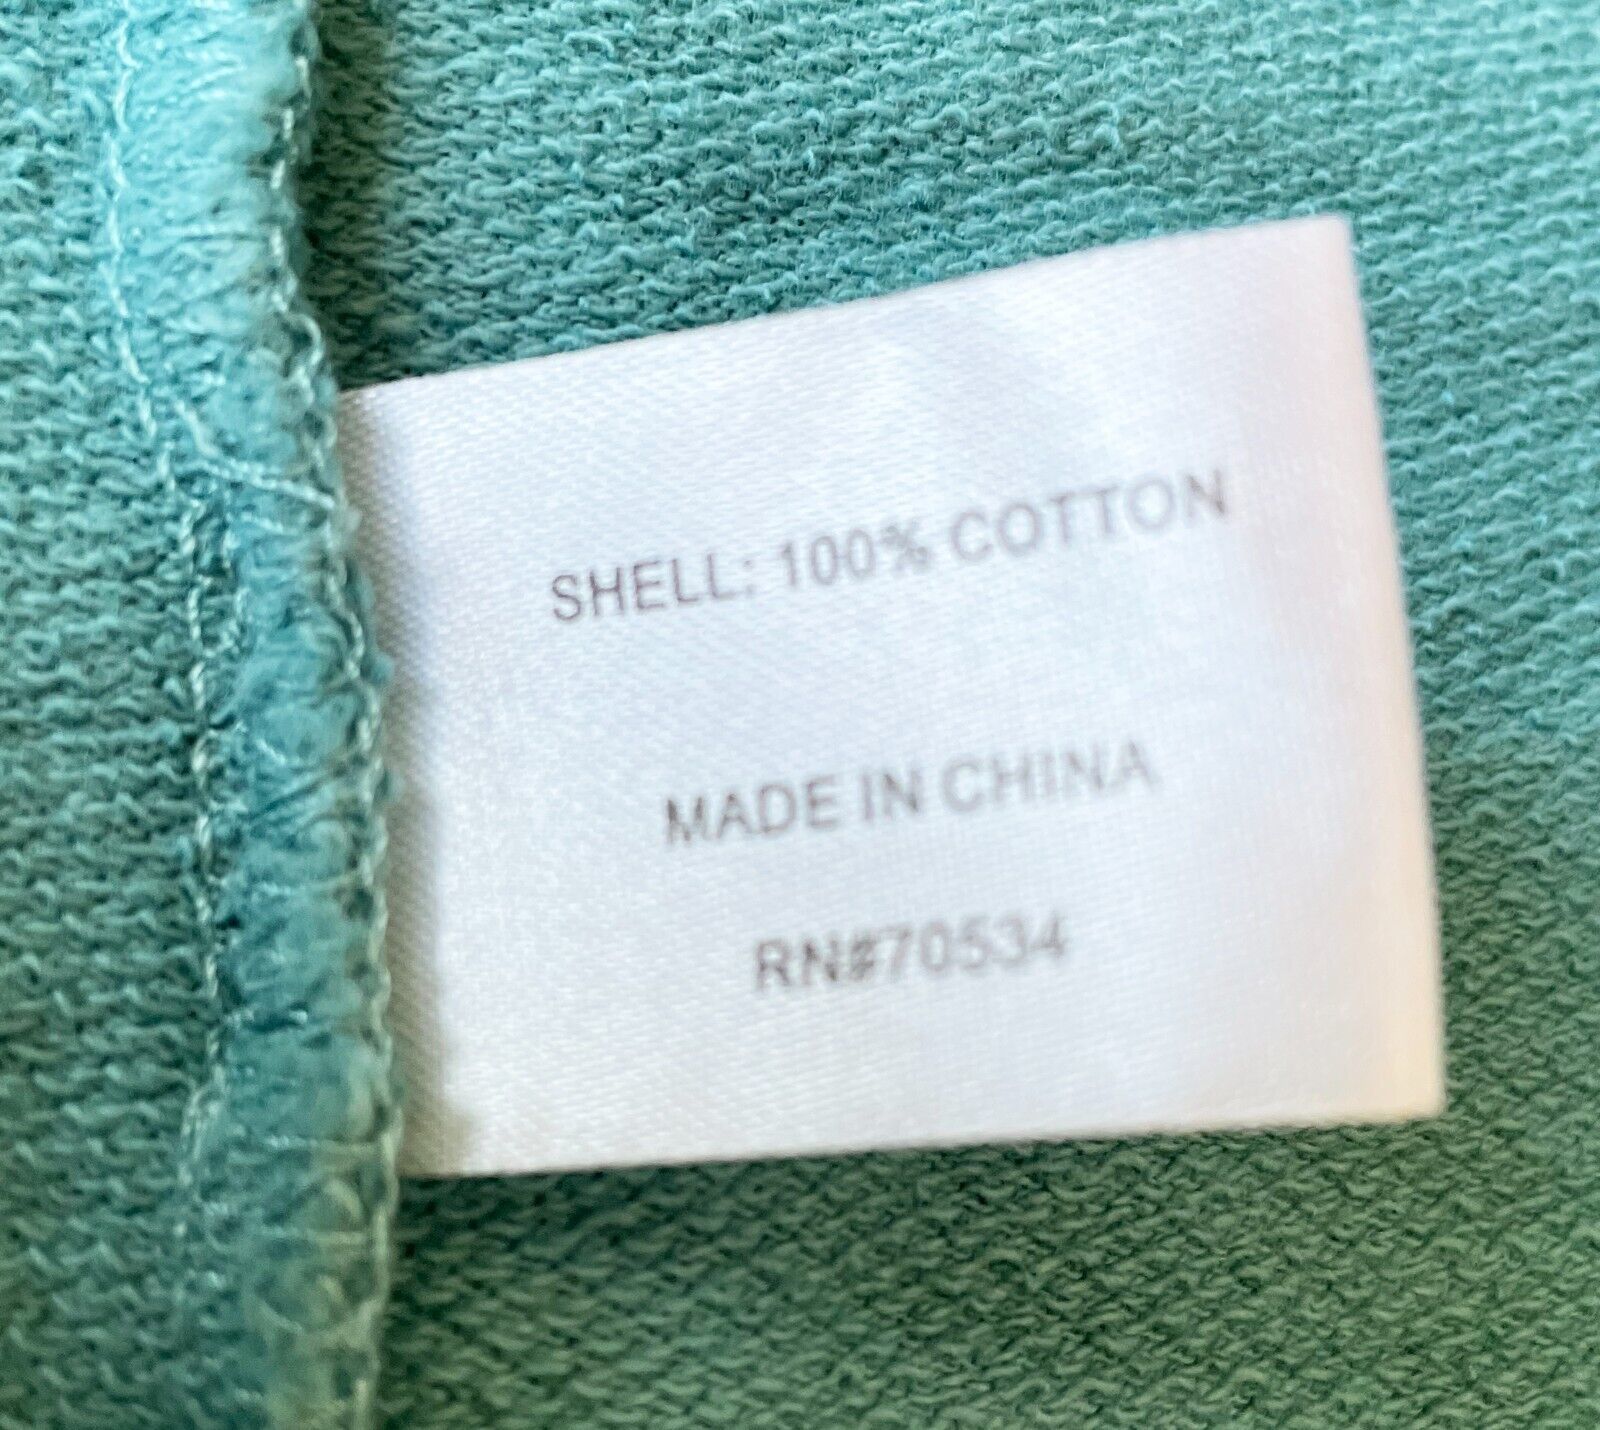 SHELL: 100% COTTON
MADE IN CHINA
RN#70534